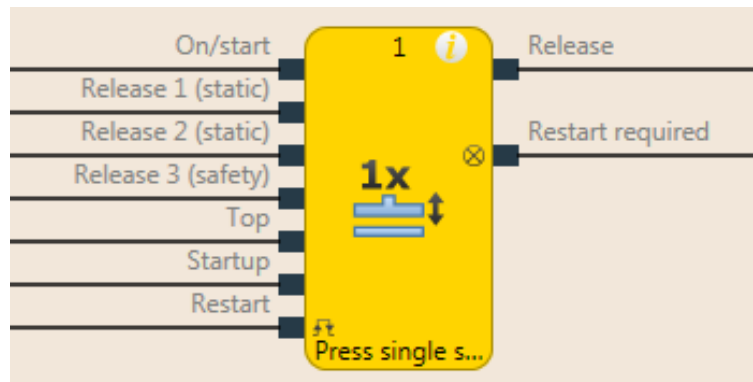 On/start
Release 1 (static)
Release 2 (static)
Release 3 (safety)
Top
Startup
Restart
1 i
1x
Press single s...
Release
Restart required